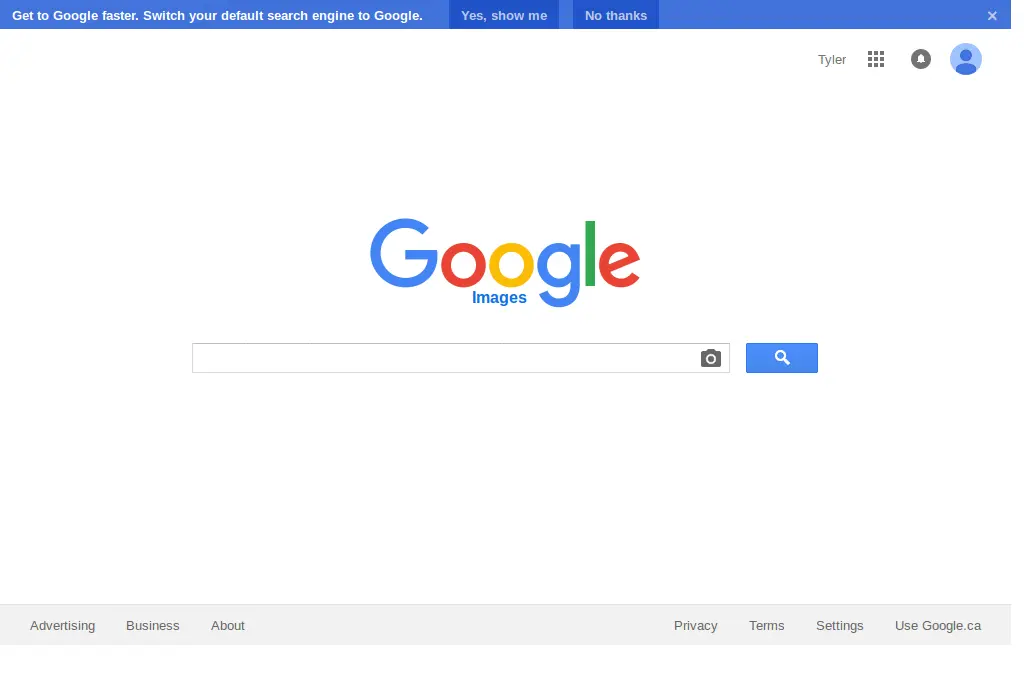 Get to Google faster. Switch your default search engine to Google. Yes, show me No thanks
Tyler
Google
Images
Advertising Business About Privacy Terms Settings Use Google.ca